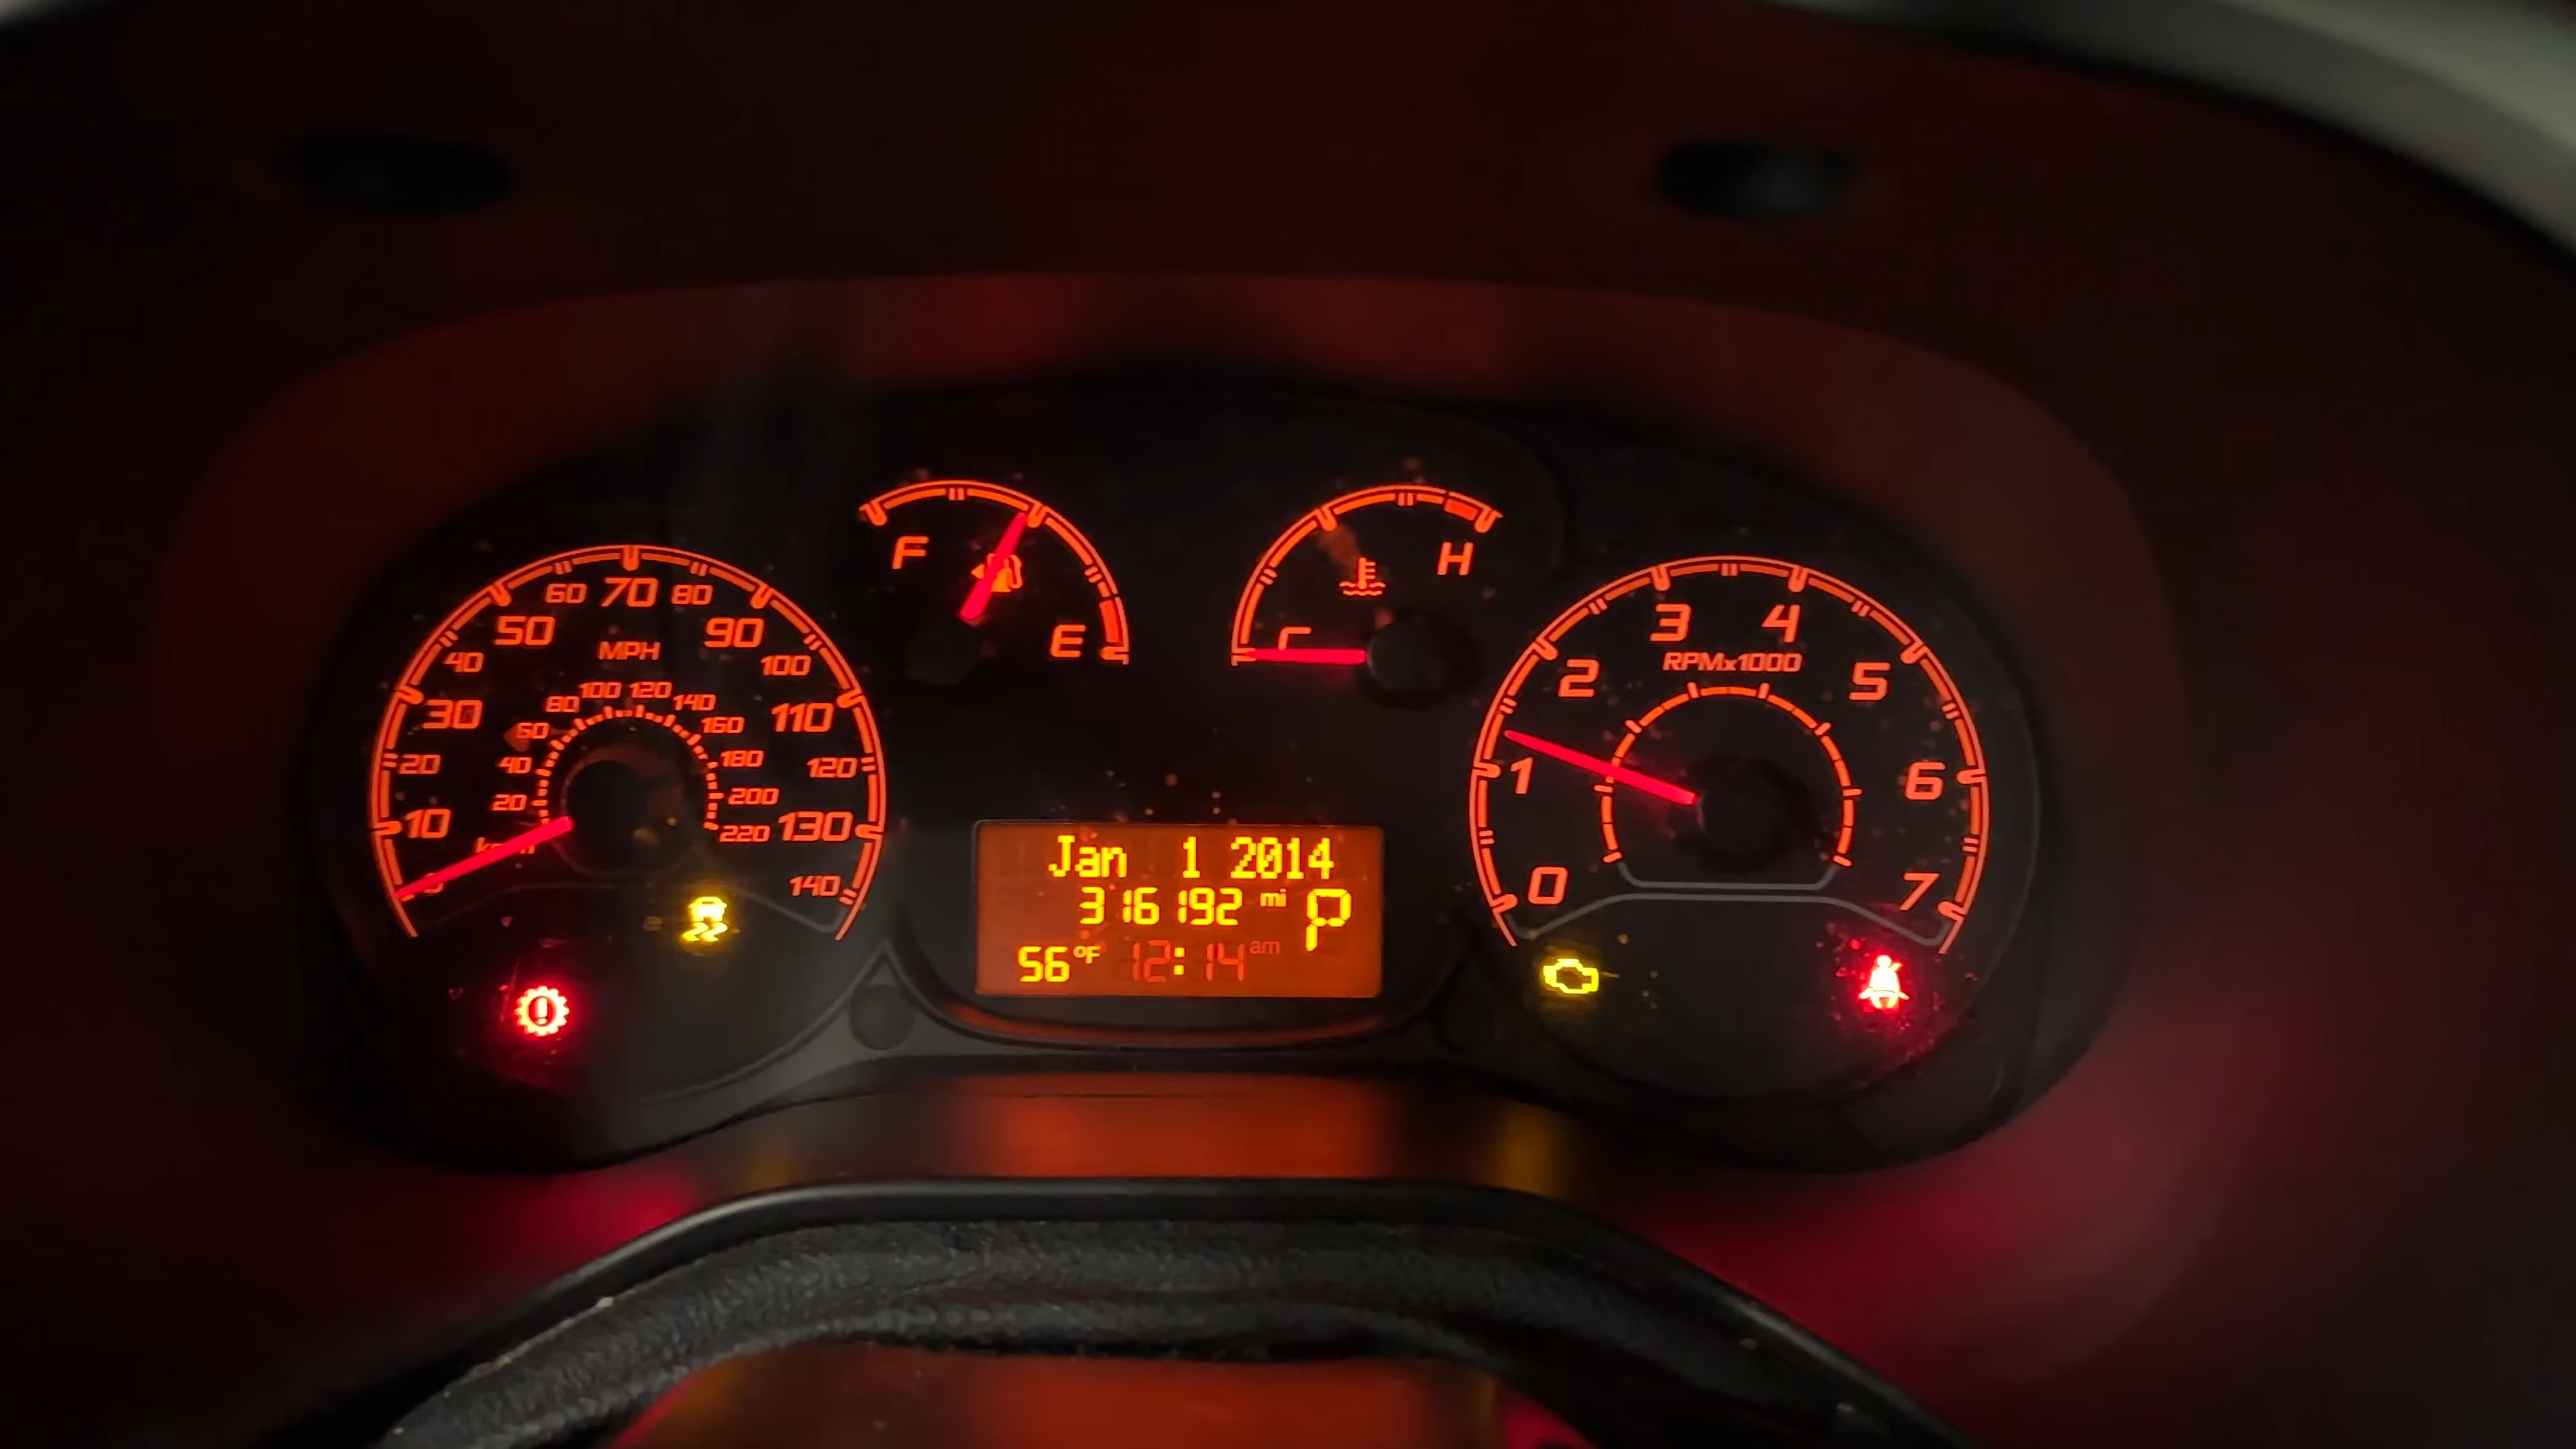 10 20 30 40 50 60 70 80 90 100 110 120 130 140
MPH
20 40 60 80 100 120 140 160 180 200 220
F E
H
0 1 2 3 4 5 6 7
RPMx1000
Jan 1 2014
316192 mi P
56°F 12:14 am